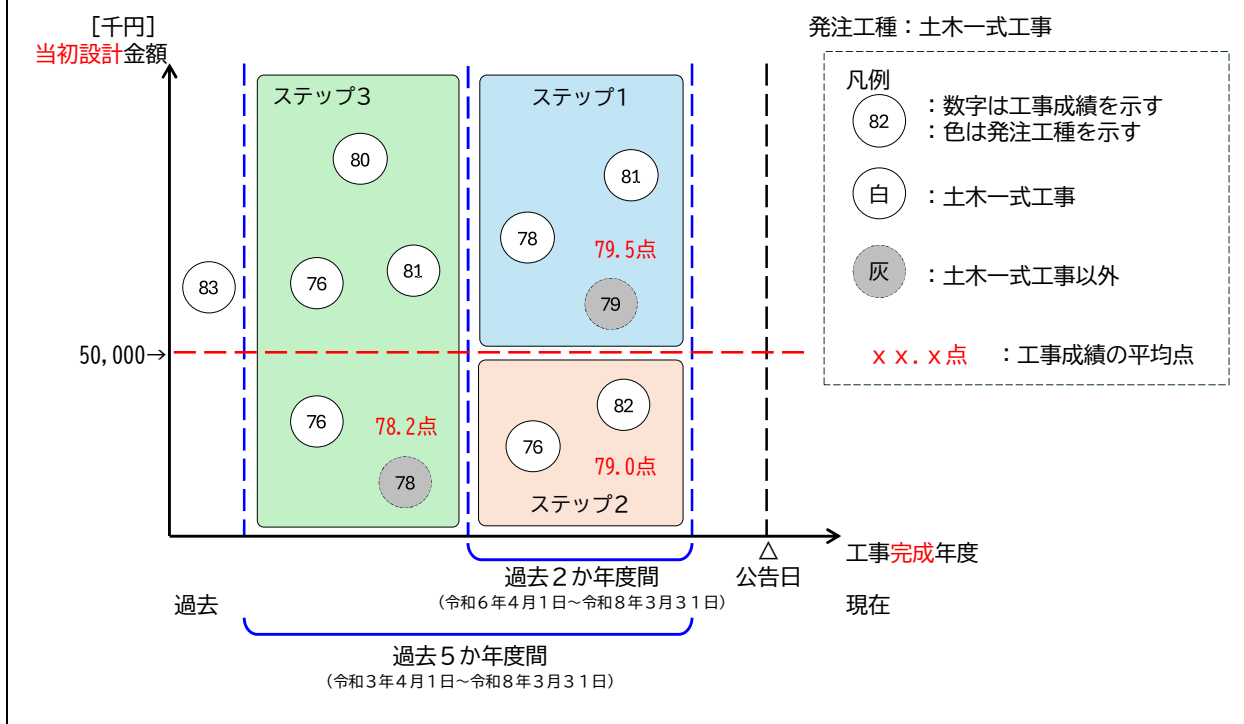 [千円]
当初設計金額
発注工種：土木一式工事
凡例
82
：数字は工事成績を示す
：色は発注工種を示す
白
：土木一式工事
灰
：土木一式工事以外
ｘｘ.ｘ点
：工事成績の平均点
ステップ3
80
76
81
83
76
78.2点
78
ステップ1
81
78
79.5点
79
50,000→
82
76
79.0点
ステップ2
工事完成年度
過去２か年度間
（令和６年４月１日～令和８年３月３１日）
△
公告日
過去
現在
過去５か年度間
（令和３年４月１日～令和８年３月３１日）